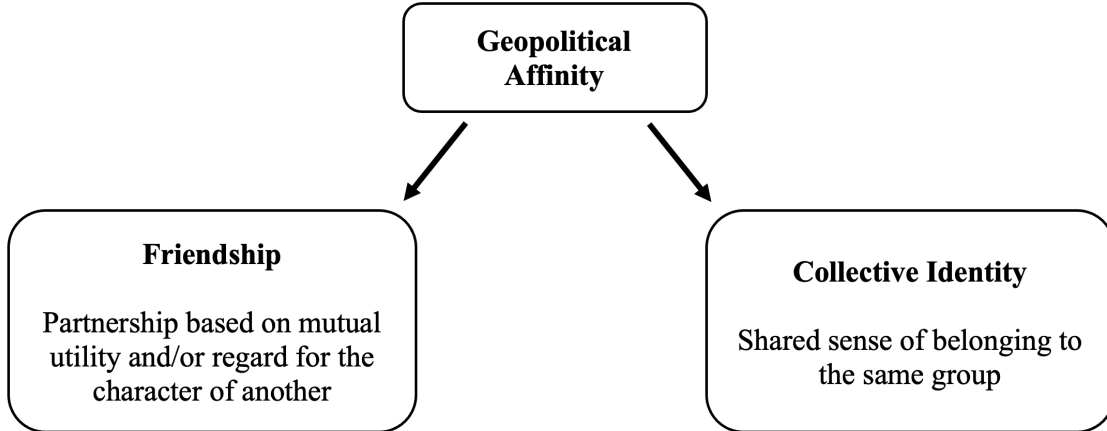 Geopolitical
Affinity
Friendship
Partnership based on mutual
utility and/or regard for the
character of another
Collective Identity
Shared sense of belonging to
the same group